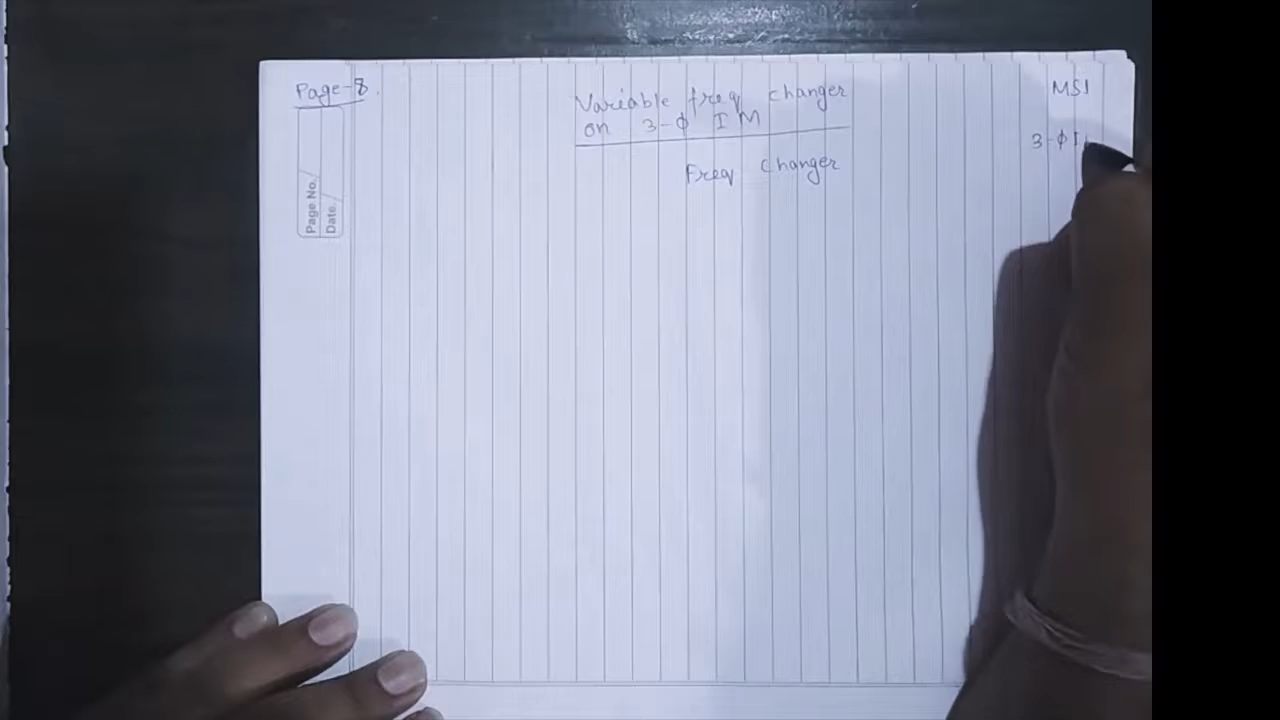 Page-8.
Variable freq changer
on 3-Φ IM
Freq changer
MSI
3-Φ I
Page No.
Date